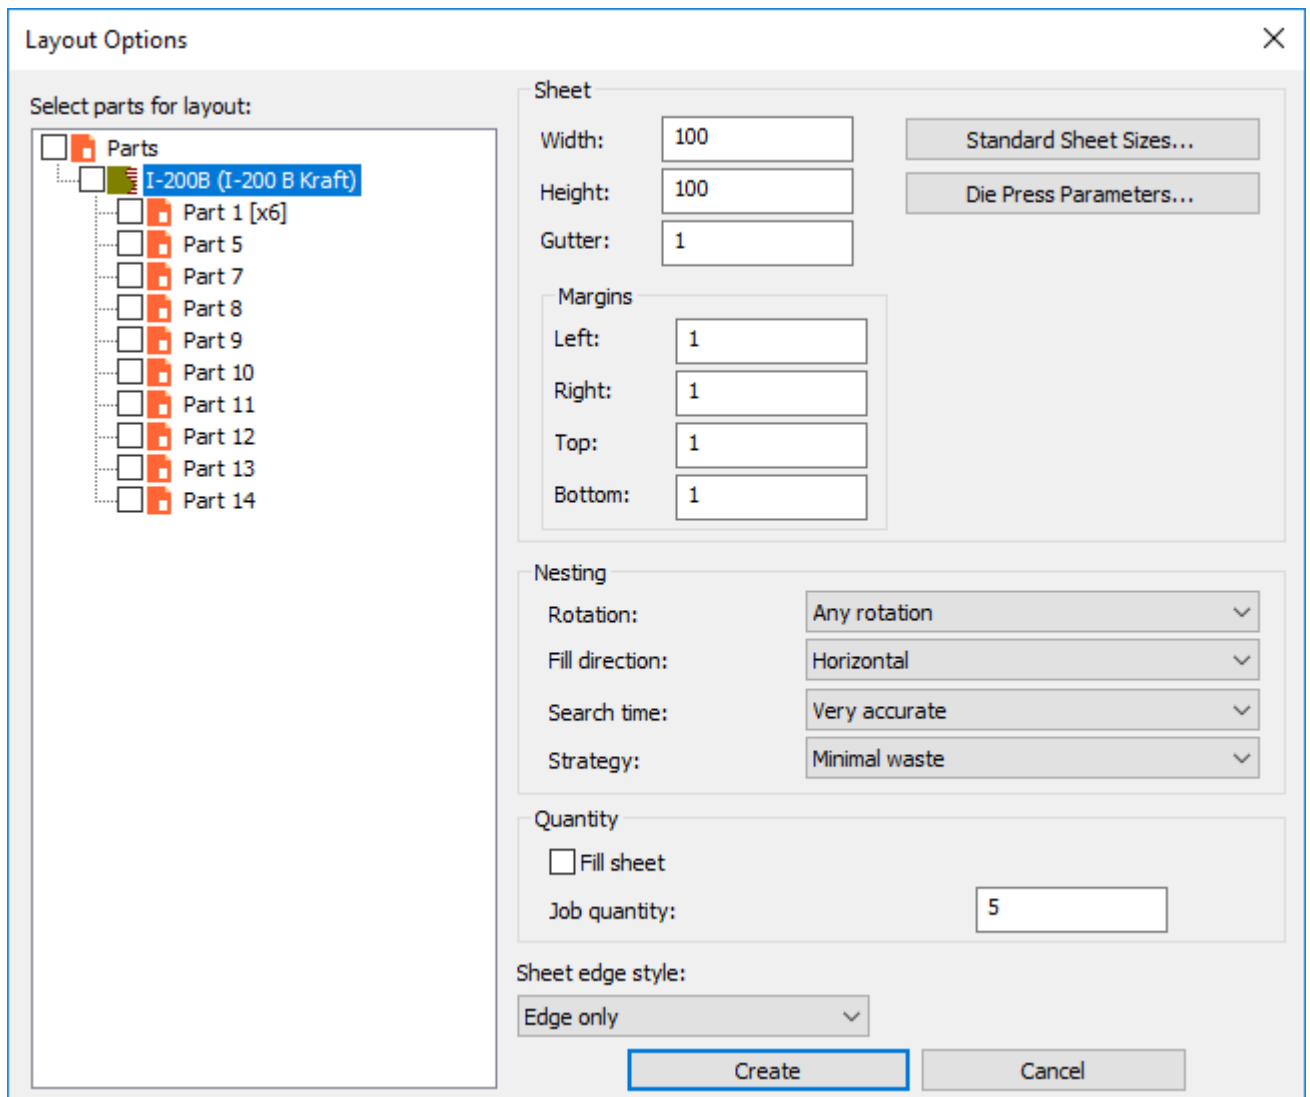 Layout Options
Select parts for layout:
Parts
I-200B (I-200 B Kraft)
Part 1 [x6]
Part 5
Part 7
Part 8
Part 9
Part 10
Part 11
Part 12
Part 13
Part 14
Sheet
Width: 100 Standard Sheet Sizes...
Height: 100 Die Press Parameters...
Gutter: 1
Margins
Left: 1
Right: 1
Top: 1
Bottom: 1
Nesting
Rotation: Any rotation
Fill direction: Horizontal
Search time: Very accurate
Strategy: Minimal waste
Quantity
Fill sheet
Job quantity: 5
Sheet edge style:
Edge only
Create Cancel